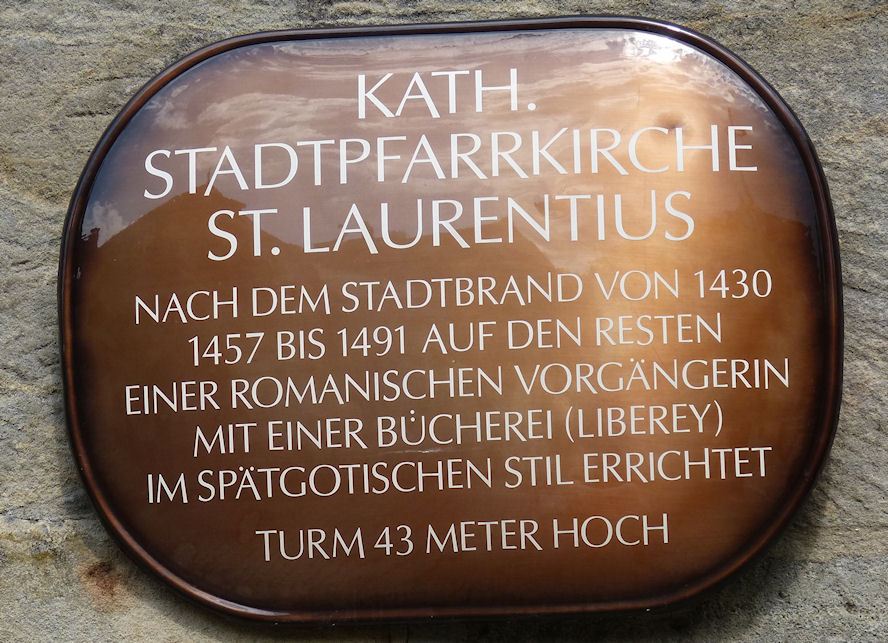 KATH.
STADTPFARRKIRCHE
ST. LAURENTIUS
NACH DEM STADTBRAND VON 1430
1457 BIS 1491 AUF DEN RESTEN
EINER ROMANISCHEN VORGÄNGERIN
MIT EINER BÜCHEREI (LIBEREY)
IM SPÄTGOTISCHEN STIL ERRICHTET
TURM 43 METER HOCH